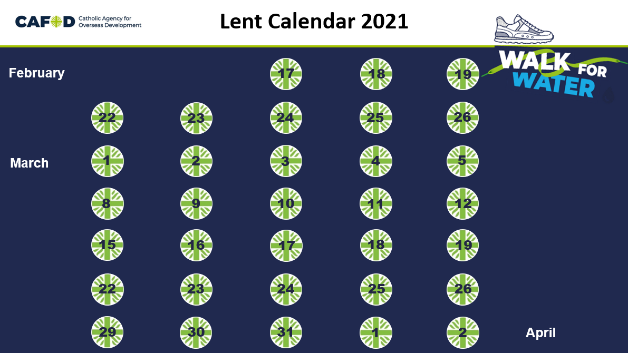 CAFOD Catholic Agency for
Overseas Development
Lent Calendar 2021
WALK FOR
WATER
February 17 18 19
22 23 24 25 26
March 1 2 3 4 5
8 9 10 11 12
15 16 17 18 19
22 23 24 25 26
29 30 31 1 2 April